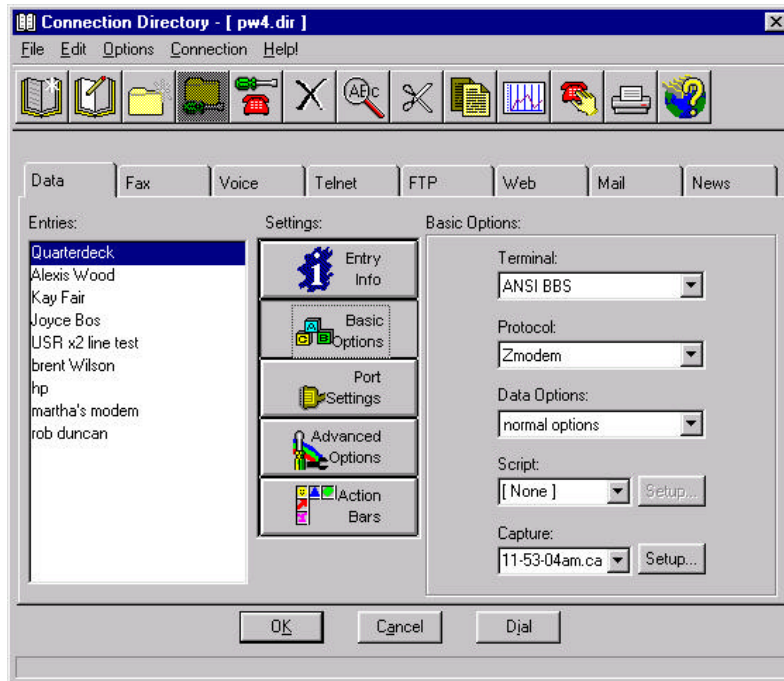 Connection Directory - [ pw4.dir ]
File Edit Options Connection Help!
ABc
Data Fax Voice Telnet FTP Web Mail News
Entries:
Quarterdeck
Alexis Wood
Kay Fair
Joyce Bos
USR x2 line test
brent Wilson
hp
martha's modem
rob duncan
Settings:
Entry
Info
Basic
Options
Port
Settings
Advanced
Options
Action
Bars
Basic Options:
Terminal:
ANSI BBS
Protocol:
Zmodem
Data Options:
normal options
Script:
[ None ] Setup...
Capture:
11-53-04am.ca Setup...
OK Cancel Dial